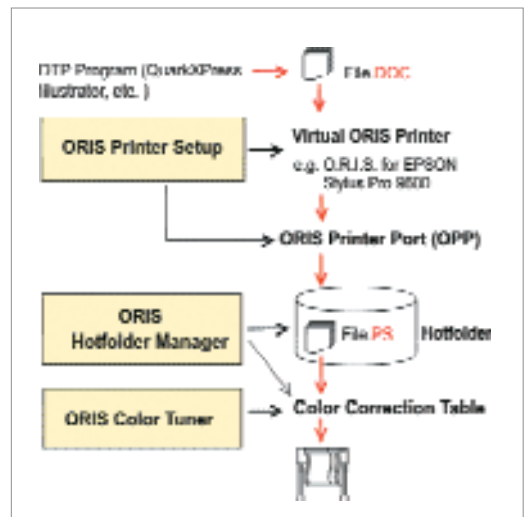 DTP Program (QuarkXPress
Illustrator, etc. )
File.DOC
ORIS Printer Setup
Virtual ORIS Printer
e.g. O.R.I.S. for EPSON
Stylus Pro 9600
ORIS Printer Port (OPP)
ORIS
Hotfolder Manager
File.PS
Hotfolder
ORIS Color Tuner
Color Correction Table